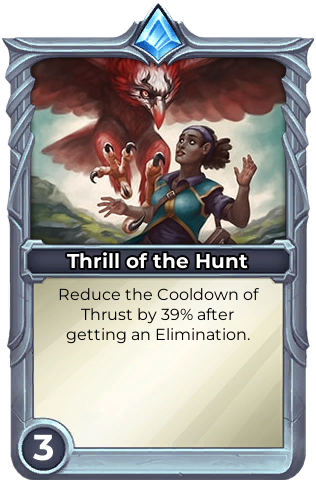 Thrill of the Hunt
Reduce the Cooldown of
Thrust by 39% after
getting an Elimination.
3